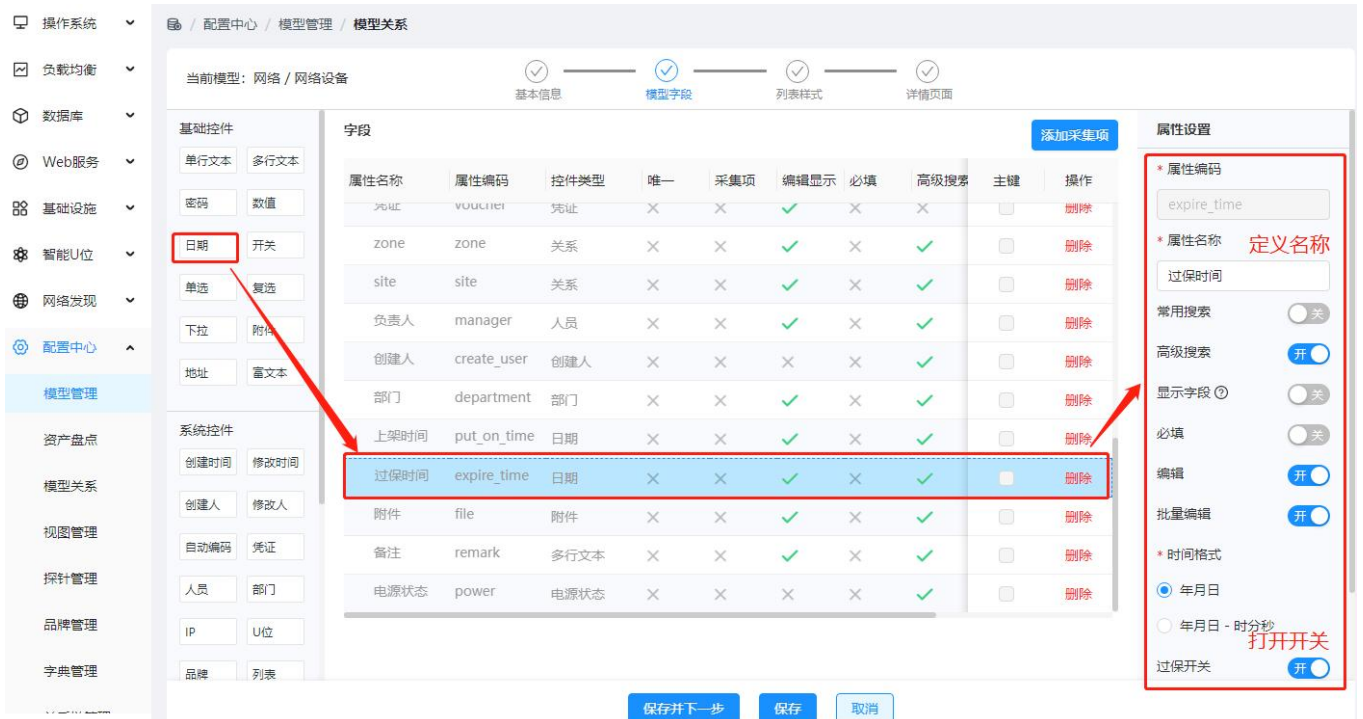 操作系统
负载均衡
数据库
Web服务
基础设施
智能U位
网络发现
配置中心
模型管理
资产盘点
模型关系
视图管理
探针管理
品牌管理
字典管理
/ 配置中心 / 模型管理 / 模型关系
当前模型：网络 / 网络设备
基本信息 模型字段 列表样式 详情页面
基础控件
单行文本 多行文本
密码 数值
日期 开关
单选 复选
下拉 附件
地址 富文本
系统控件
创建时间 修改时间
创建人 修改人
自动编码 凭证
人员 部门
IP U位
品牌 列表
字段 添加采集项
属性名称 属性编码 控件类型 唯一 采集项 编辑显示 必填 高级搜索 主键 操作
凭证 voucher 凭证 删除
zone zone 关系 删除
site site 关系 删除
负责人 manager 人员 删除
创建人 create_user 创建人 删除
部门 department 部门 删除
上架时间 put_on_time 日期 删除
过保时间 expire_time 日期 删除
附件 file 附件 删除
备注 remark 多行文本 删除
电源状态 power 电源状态 删除
保存并下一步 保存 取消
属性设置
* 属性编码
expire_time
* 属性名称 定义名称
过保时间
常用搜索 关
高级搜索 开
显示字段 关
必填 关
编辑 开
批量编辑 开
* 时间格式
年月日
年月日 - 时分秒
打开开关
过保开关 开